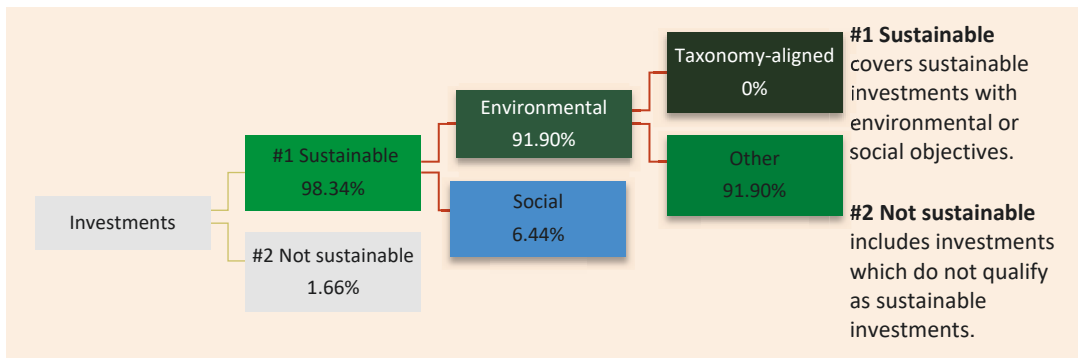 Investments
#1 Sustainable
98.34%
#2 Not sustainable
1.66%
Environmental
91.90%
Social
6.44%
Taxonomy-aligned
0%
Other
91.90%
#1 Sustainable
covers sustainable
investments with
environmental or
social objectives.
#2 Not sustainable
includes investments
which do not qualify
as sustainable
investments.